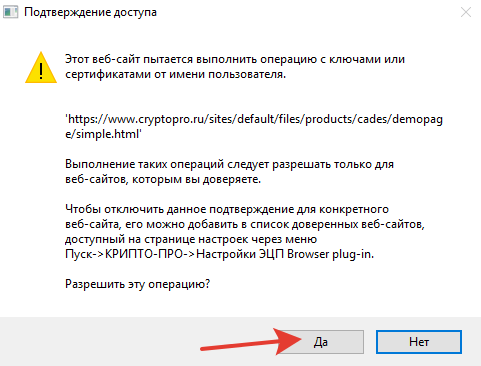 Подтверждение доступа
Этот веб-сайт пытается выполнить операцию с ключами или
сертификатами от имени пользователя.
'https://www.cryptopro.ru/sites/default/files/products/cades/demopag
e/simple.html'
Выполнение таких операций следует разрешать только для
веб-сайтов, которым вы доверяете.
Чтобы отключить данное подтверждение для конкретного
веб-сайта, его можно добавить в список доверенных веб-сайтов,
доступный на странице настроек через меню
Пуск->КРИПТО-ПРО->Настройки ЭЦП Browser plug-in.
Разрешить эту операцию?
Да
Нет